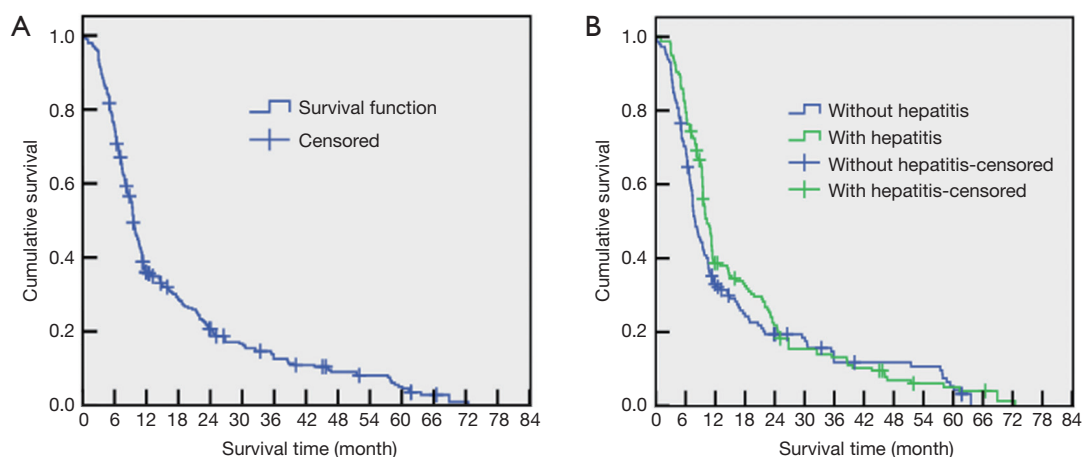 A
1.0
0.8
0.6
0.4
0.2
0.0
Cumulative survival
Survival function
Censored
0 6 12 18 24 30 36 42 48 54 60 66 72 78 84
Survival time (month)
B
1.0
0.8
0.6
0.4
0.2
0.0
Cumulative survival
Without hepatitis
With hepatitis
Without hepatitis-censored
With hepatitis-censored
0 6 12 18 24 30 36 42 48 54 60 66 72 78 84
Survival time (month)